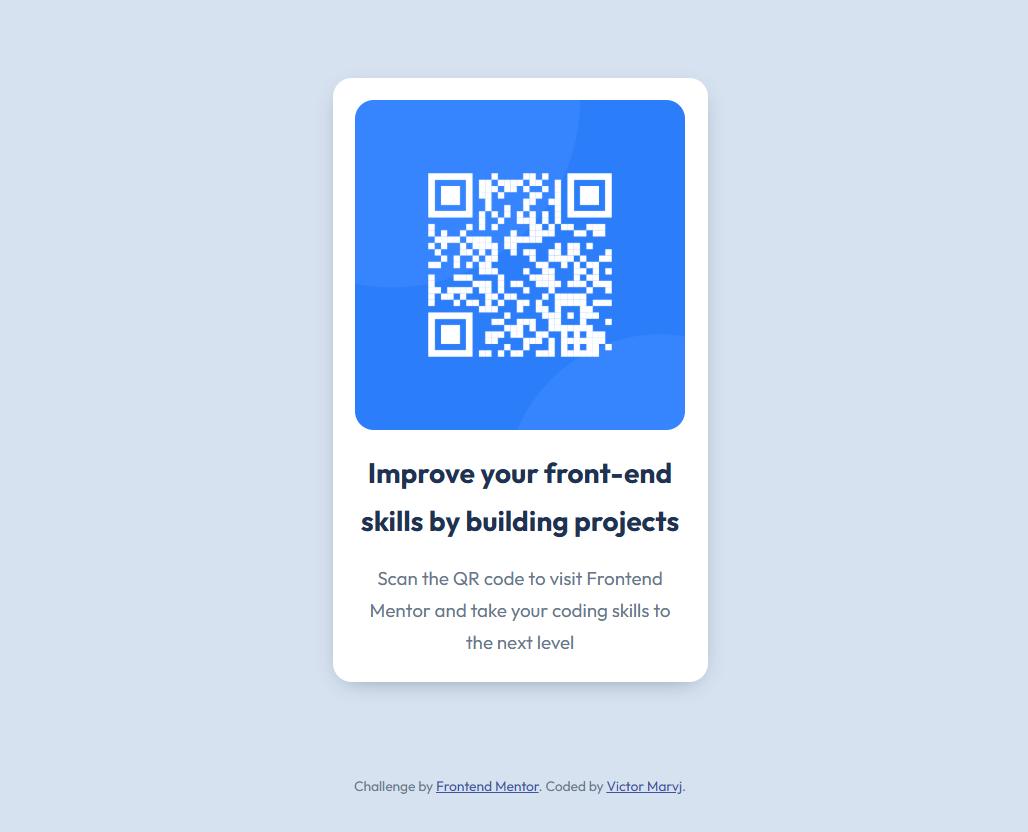 Improve your front-end
skills by building projects
Scan the QR code to visit Frontend
Mentor and take your coding skills to
the next level
Challenge by Frontend Mentor. Coded by Victor Marvj.